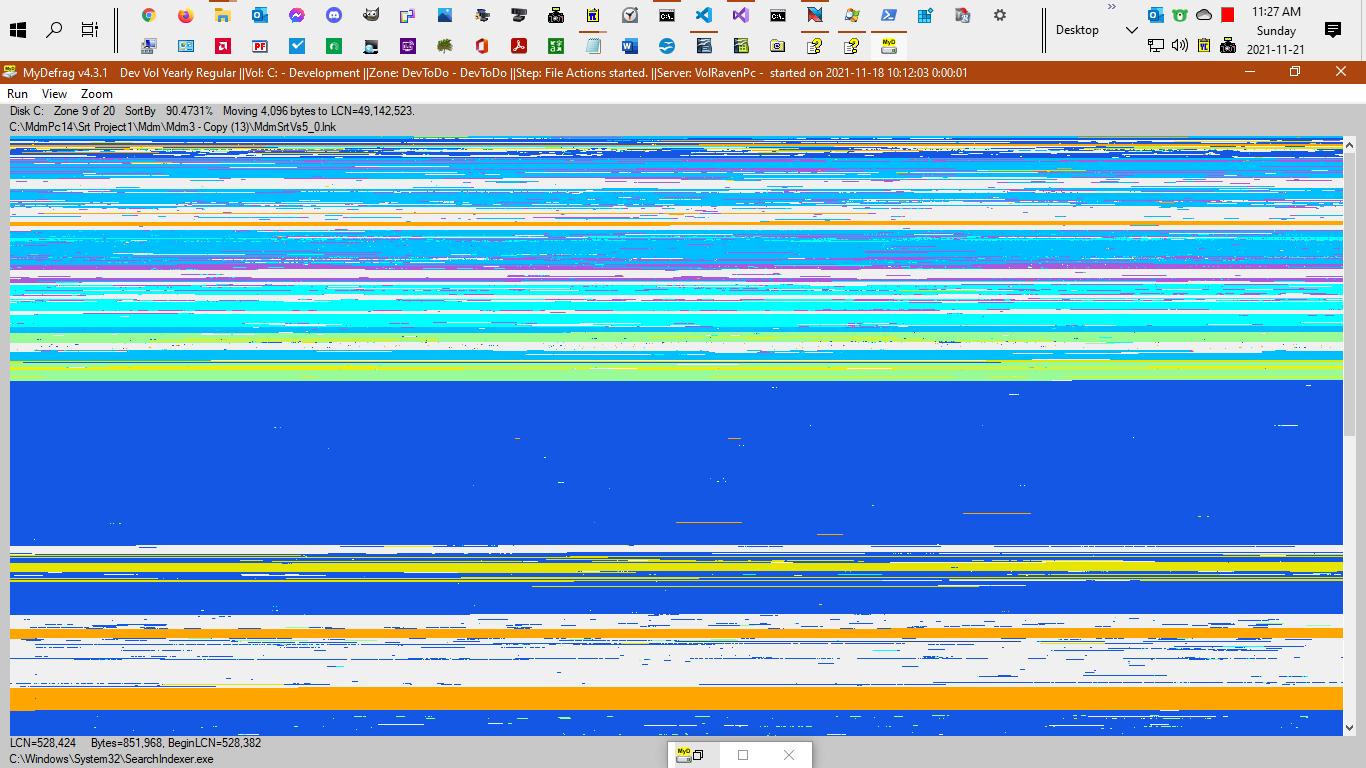 11:27 AM
Sunday
2021-11-21
Desktop
MyDefrag v4.3.1 Dev Vol Yearly Regular ||Vol: C: - Development ||Zone: DevToDo - DevToDo ||Step: File Actions started. ||Server: VolRavenPc - started on 2021-11-18 10:12:03 0:00:01
Run View Zoom
Disk C: Zone 9 of 20 SortBy 90.4731% Moving 4,096 bytes to LCN=49,142,523.
C:\MdmPc14\Srt Project1\Mdm\Mdm3 - Copy (13)\MdmSrtVs5_0.lnk
LCN=528,424 Bytes=851,968, BeginLCN=528,382
C:\Windows\System32\SearchIndexer.exe
MyD